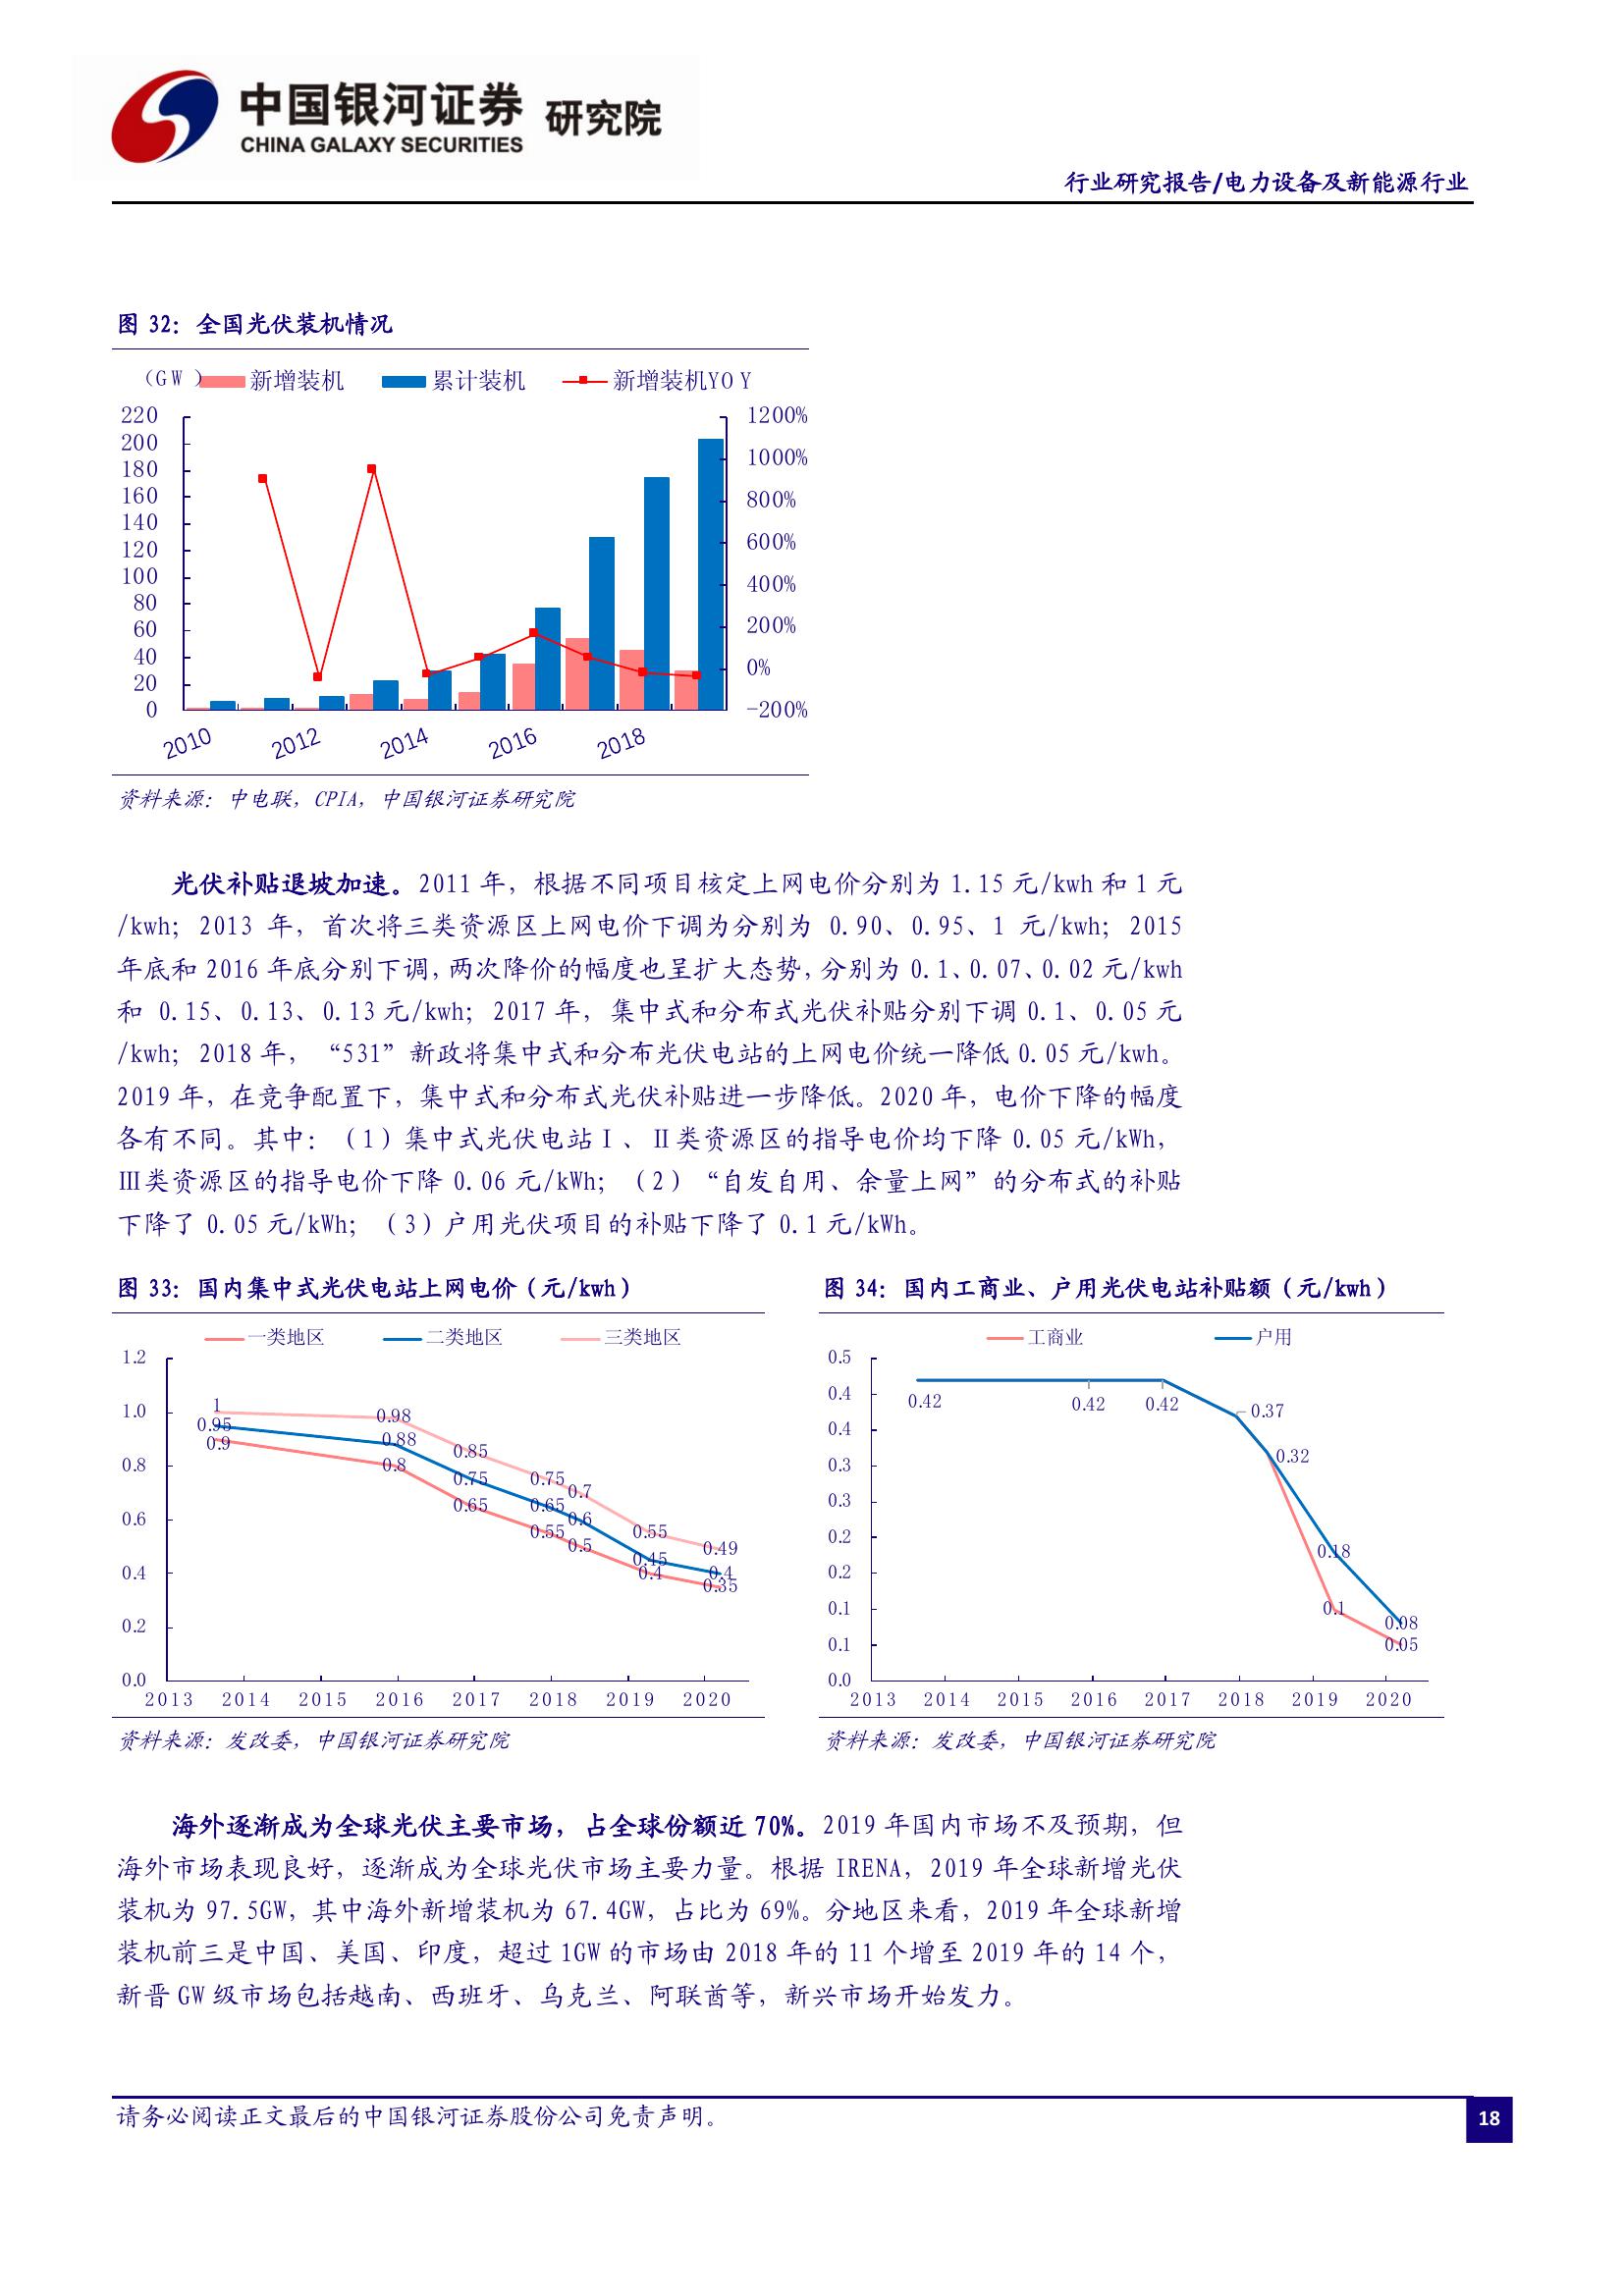 中国银河证券 研究院
CHINA GALAXY SECURITIES
行业研究报告/电力设备及新能源行业
图 32：全国光伏装机情况
（GW） 新增装机 累计装机 新增装机YOY
220
200
180
160
140
120
100
80
60
40
20
0
1200%
1000%
800%
600%
400%
200%
0%
-200%
2010 2012 2014 2016 2018
资料来源：中电联，CPIA，中国银河证券研究院
光伏补贴退坡加速。2011 年，根据不同项目核定上网电价分别为 1.15 元/kwh 和 1 元
/kwh；2013 年，首次将三类资源区上网电价下调为分别为 0.90、0.95、1 元/kwh；2015
年底和 2016 年底分别下调，两次降价的幅度也呈扩大态势，分别为 0.1、0.07、0.02 元/kwh
和 0.15、0.13、0.13 元/kwh；2017 年，集中式和分布式光伏补贴分别下调 0.1、0.05 元
/kwh；2018 年，“531”新政将集中式和分布光伏电站的上网电价统一降低 0.05 元/kwh。
2019 年，在竞争配置下，集中式和分布式光伏补贴进一步降低。2020 年，电价下降的幅度
各有不同。其中：（1）集中式光伏电站Ⅰ、Ⅱ类资源区的指导电价均下降 0.05 元/kWh，
Ⅲ类资源区的指导电价下降 0.06 元/kWh；（2）“自发自用、余量上网”的分布式的补贴
下降了 0.05 元/kWh；（3）户用光伏项目的补贴下降了 0.1 元/kWh。
图 33：国内集中式光伏电站上网电价（元/kwh）
一类地区 二类地区 三类地区
1.2
1.0
0.8
0.6
0.4
0.2
0.0
1 0.98 0.85 0.75 0.7 0.55 0.49
0.95 0.88 0.75 0.65 0.6 0.45 0.4
0.9 0.8 0.65 0.55 0.5 0.4 0.35
2013 2014 2015 2016 2017 2018 2019 2020
资料来源：发改委，中国银河证券研究院
图 34：国内工商业、户用光伏电站补贴额（元/kwh）
工商业 户用
0.5
0.4
0.4
0.3
0.3
0.2
0.2
0.1
0.1
0.0
0.42 0.42 0.42 0.37 0.32 0.18 0.08
0.1 0.05
2013 2014 2015 2016 2017 2018 2019 2020
资料来源：发改委，中国银河证券研究院
海外逐渐成为全球光伏主要市场，占全球份额近 70%。2019 年国内市场不及预期，但
海外市场表现良好，逐渐成为全球光伏市场主要力量。根据 IRENA，2019 年全球新增光伏
装机为 97.5GW，其中海外新增装机为 67.4GW，占比为 69%。分地区来看，2019 年全球新增
装机前三是中国、美国、印度，超过 1GW 的市场由 2018 年的 11 个增至 2019 年的 14 个，
新晋 GW 级市场包括越南、西班牙、乌克兰、阿联酋等，新兴市场开始发力。
请务必阅读正文最后的中国银河证券股份公司免责声明。
18